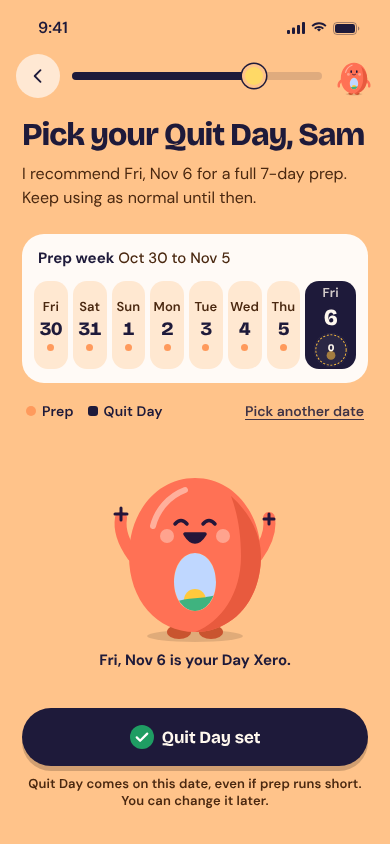 9:41
Pick your Quit Day, Sam
I recommend Fri, Nov 6 for a full 7-day prep.
Keep using as normal until then.
Prep week Oct 30 to Nov 5
Fri Sat Sun Mon Tue Wed Thu Fri
30 31 1 2 3 4 5 6
0
Prep Quit Day Pick another date
Fri, Nov 6 is your Day Xero.
Quit Day set
Quit Day comes on this date, even if prep runs short.
You can change it later.